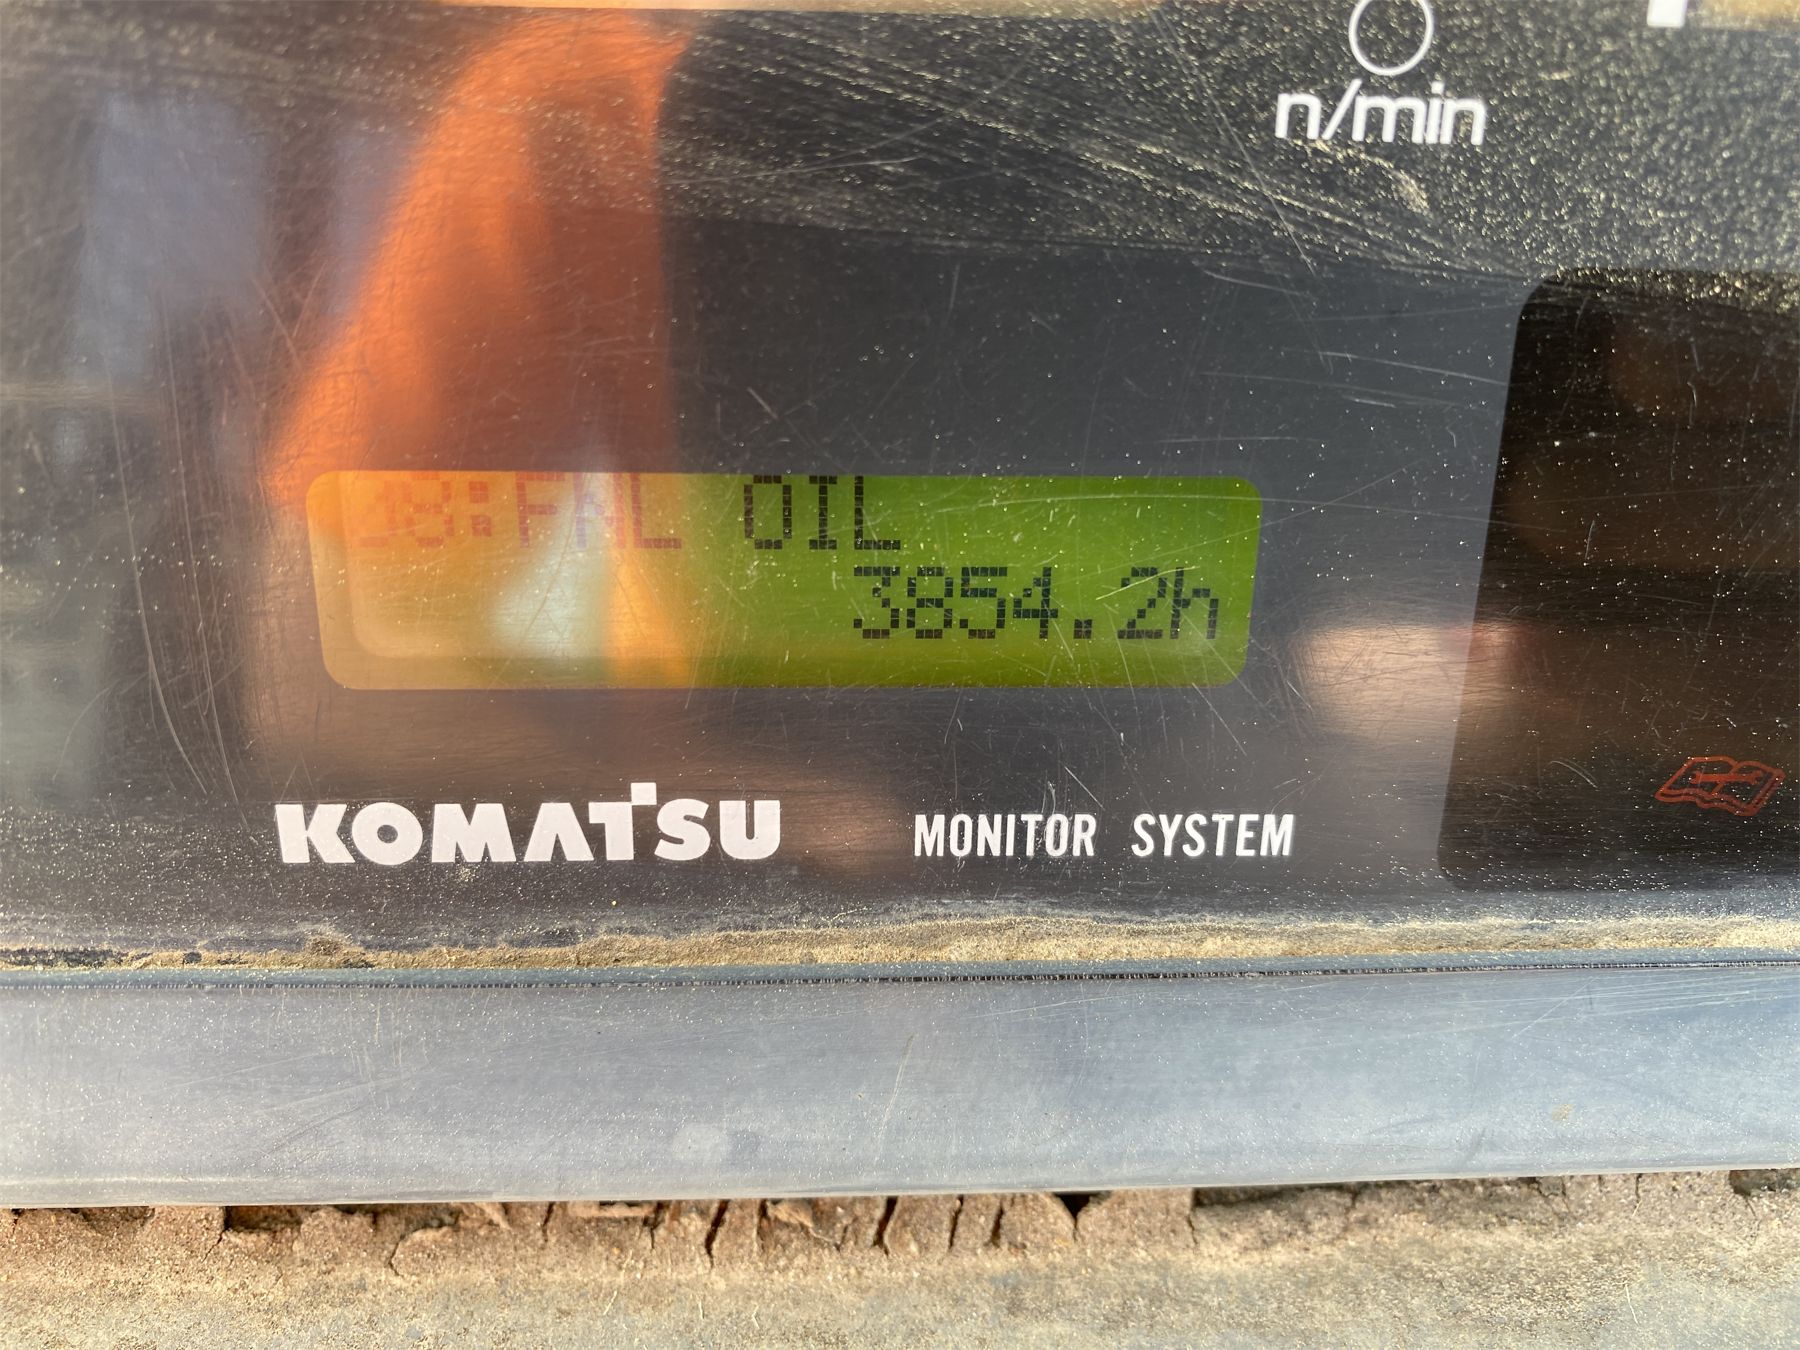 n/min
08:FNL OIL
3854.2h
KOMATSU MONITOR SYSTEM